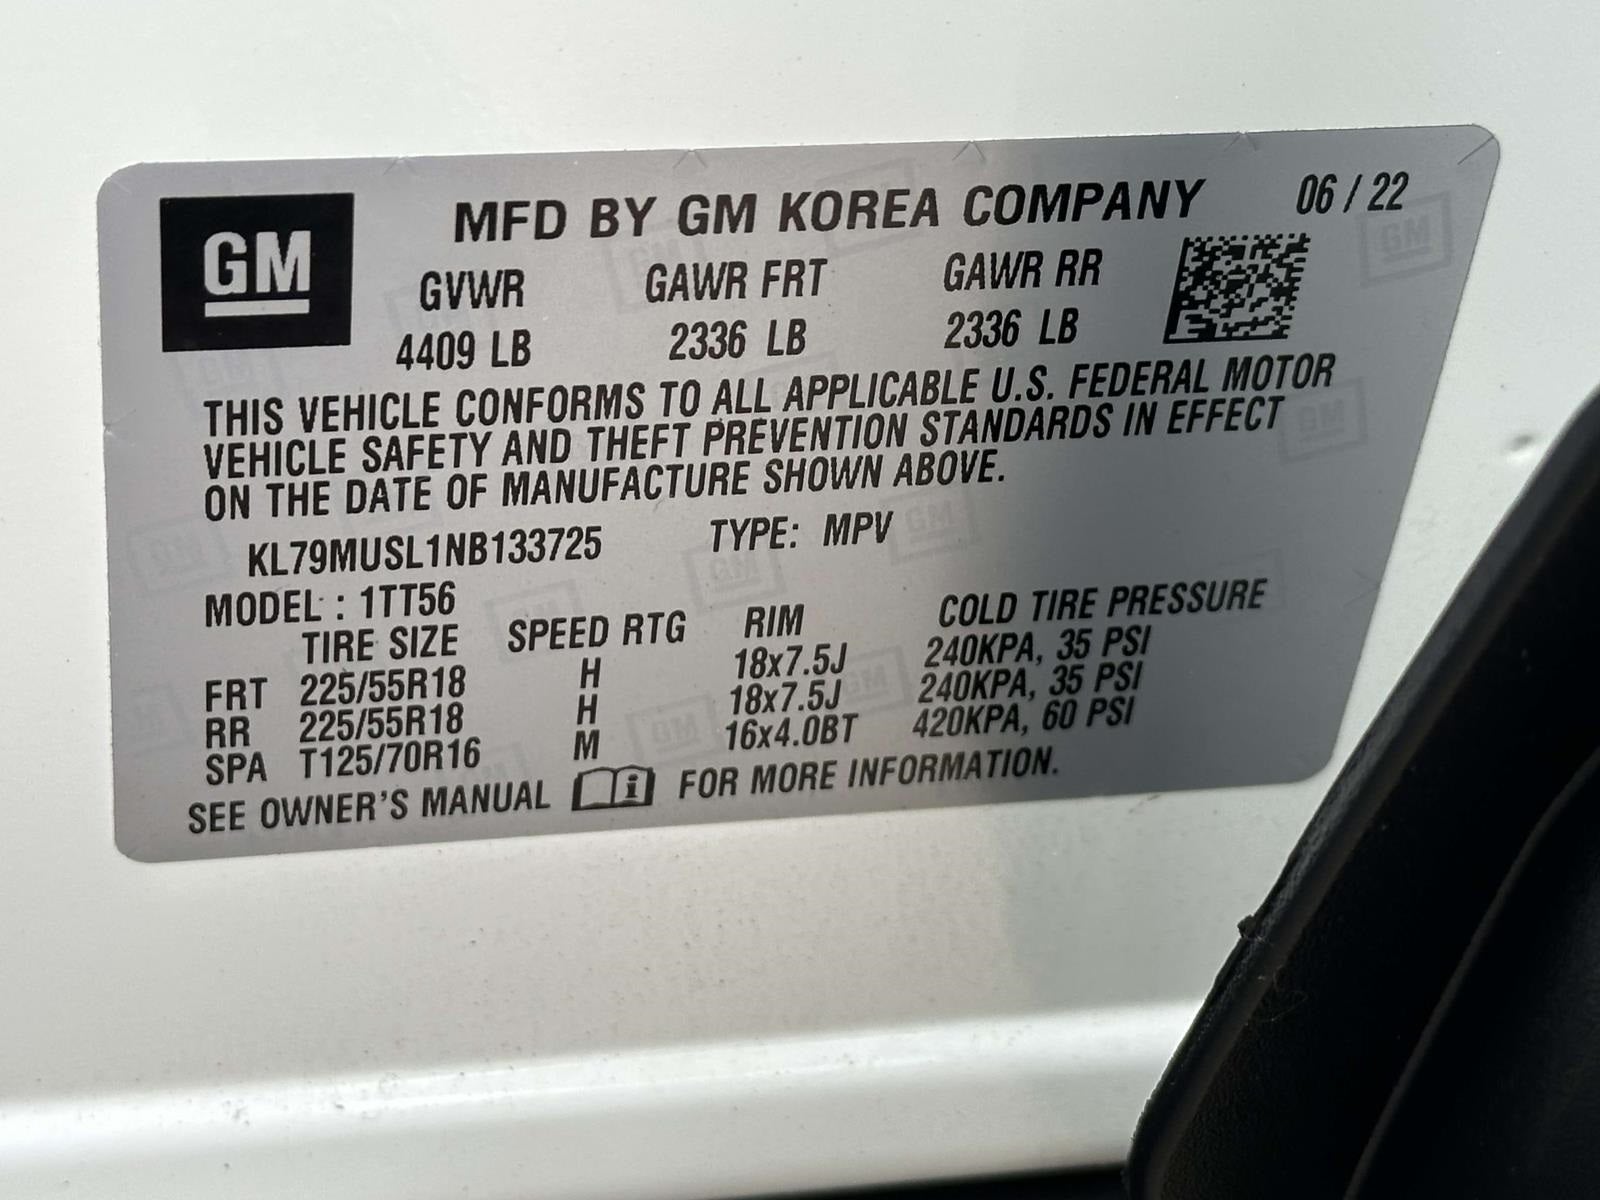 GM
MFD BY GM KOREA COMPANY 06 / 22
GVWR GAWR FRT GAWR RR
4409 LB 2336 LB 2336 LB
THIS VEHICLE CONFORMS TO ALL APPLICABLE U.S. FEDERAL MOTOR
VEHICLE SAFETY AND THEFT PREVENTION STANDARDS IN EFFECT
ON THE DATE OF MANUFACTURE SHOWN ABOVE.
KL79MUSL1NB133725 TYPE: MPV
MODEL : 1TT56
TIRE SIZE SPEED RTG RIM COLD TIRE PRESSURE
FRT 225/55R18 H 18x7.5J 240KPA, 35 PSI
RR 225/55R18 H 18x7.5J 240KPA, 35 PSI
SPA T125/70R16 M 16x4.0BT 420KPA, 60 PSI
SEE OWNER'S MANUAL i FOR MORE INFORMATION.